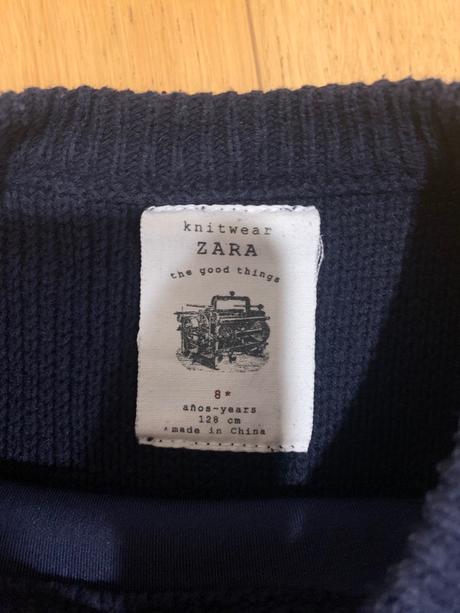 knitwear
ZARA
the good things
8*
años-years
128 cm
made in China